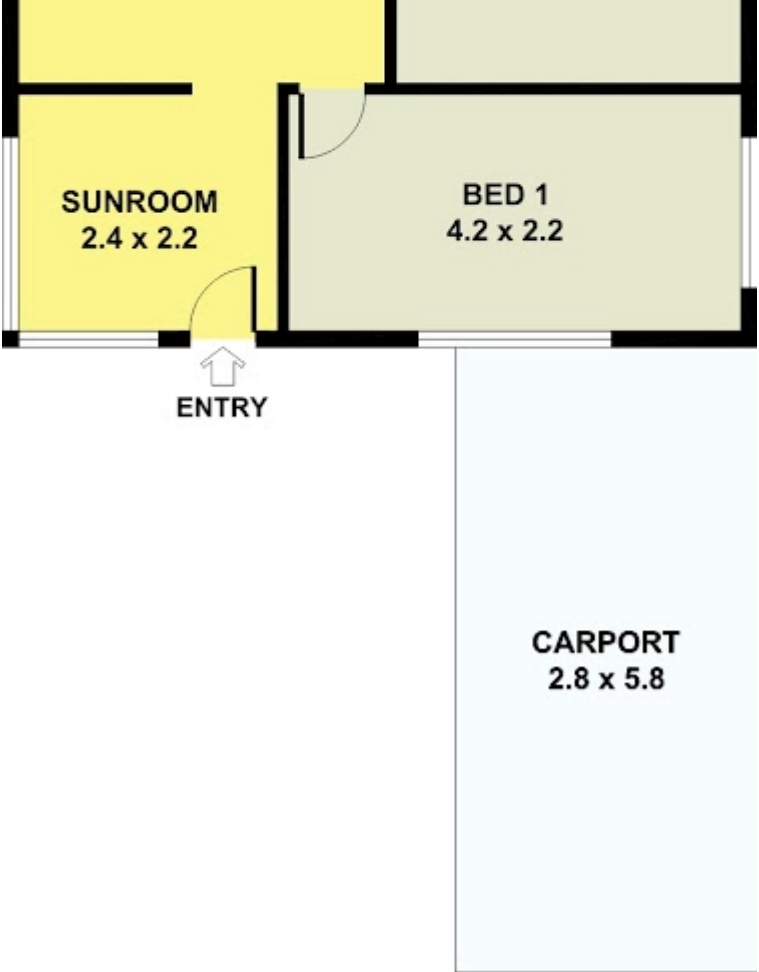 SUNROOM
2.4 x 2.2
BED 1
4.2 x 2.2
ENTRY
CARPORT
2.8 x 5.8